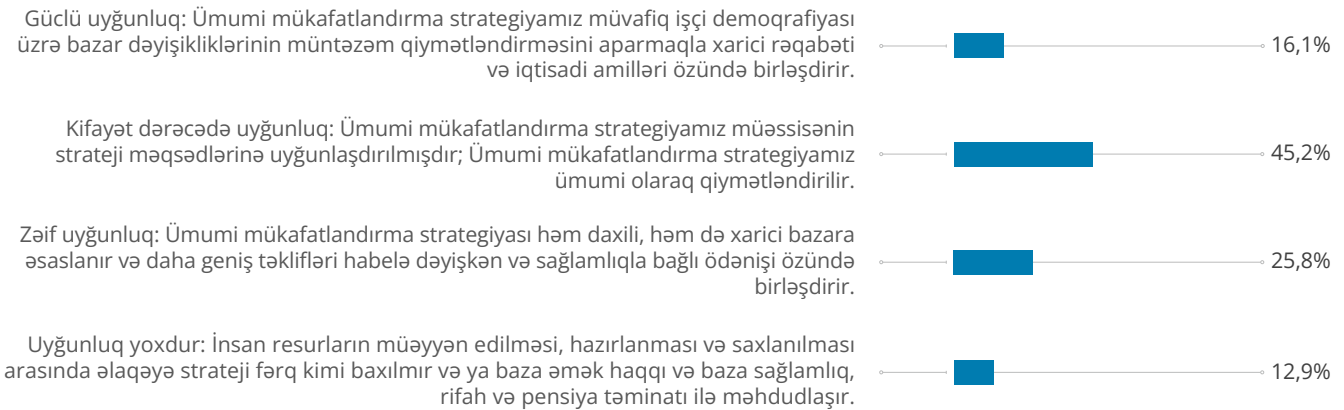 Güclü uyğunluq: Ümumi mükafatlandırma strategiyamız müvafiq işçi demoqrafiyası
üzrə bazar dəyişikliklərinin müntəzəm qiymətləndirməsini aparmaqla xarici rəqabəti
və iqtisadi amilləri özündə birləşdirir.
16,1%
Kifayət dərəcədə uyğunluq: Ümumi mükafatlandırma strategiyamız müəssisənin
strateji məqsədlərinə uyğunlaşdırılmışdır; Ümumi mükafatlandırma strategiyamız
ümumi olaraq qiymətləndirilir.
45,2%
Zəif uyğunluq: Ümumi mükafatlandırma strategiyası həm daxili, həm də xarici bazara
əsaslanır və daha geniş təklifləri habelə dəyişkən və sağlamlıqla bağlı ödənişi özündə
birləşdirir.
25,8%
Uyğunluq yoxdur: İnsan resurların müəyyən edilməsi, hazırlanması və saxlanılması
arasında əlaqəyə strateji fərq kimi baxılmır və ya baza əmək haqqı və baza sağlamlıq,
rifah və pensiya təminatı ilə məhdudlaşır.
12,9%